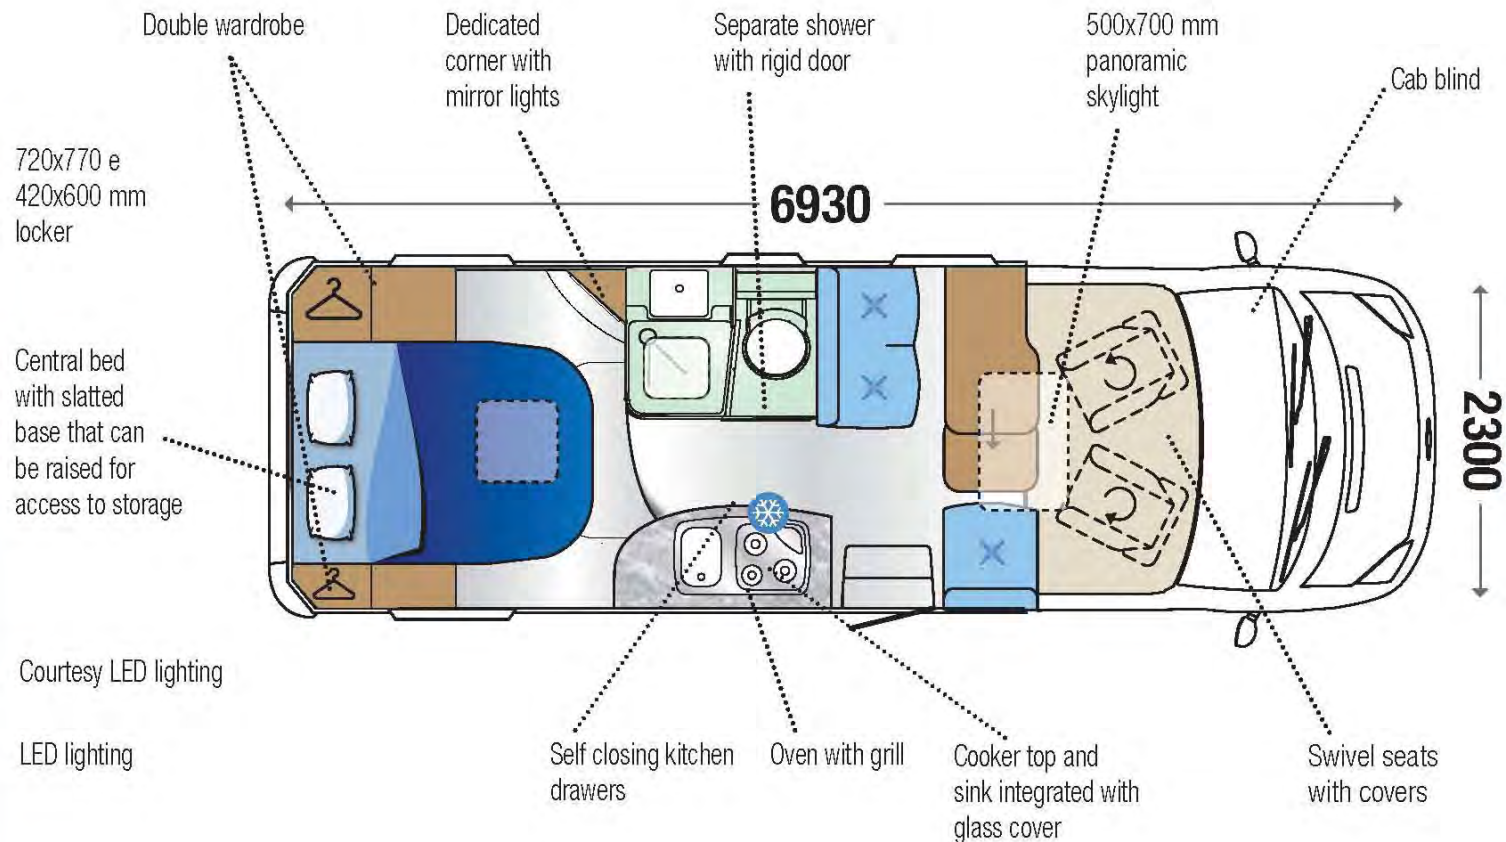 Double wardrobe
Dedicated
corner with
mirror lights
Separate shower
with rigid door
500x700 mm
panoramic
skylight
Cab blind
720x770 e
420x600 mm
locker
6930
Central bed
with slatted
base that can
be raised for
access to storage
2300
Courtesy LED lighting
LED lighting
Self closing kitchen
drawers
Oven with grill
Cooker top and
sink integrated with
glass cover
Swivel seats
with covers